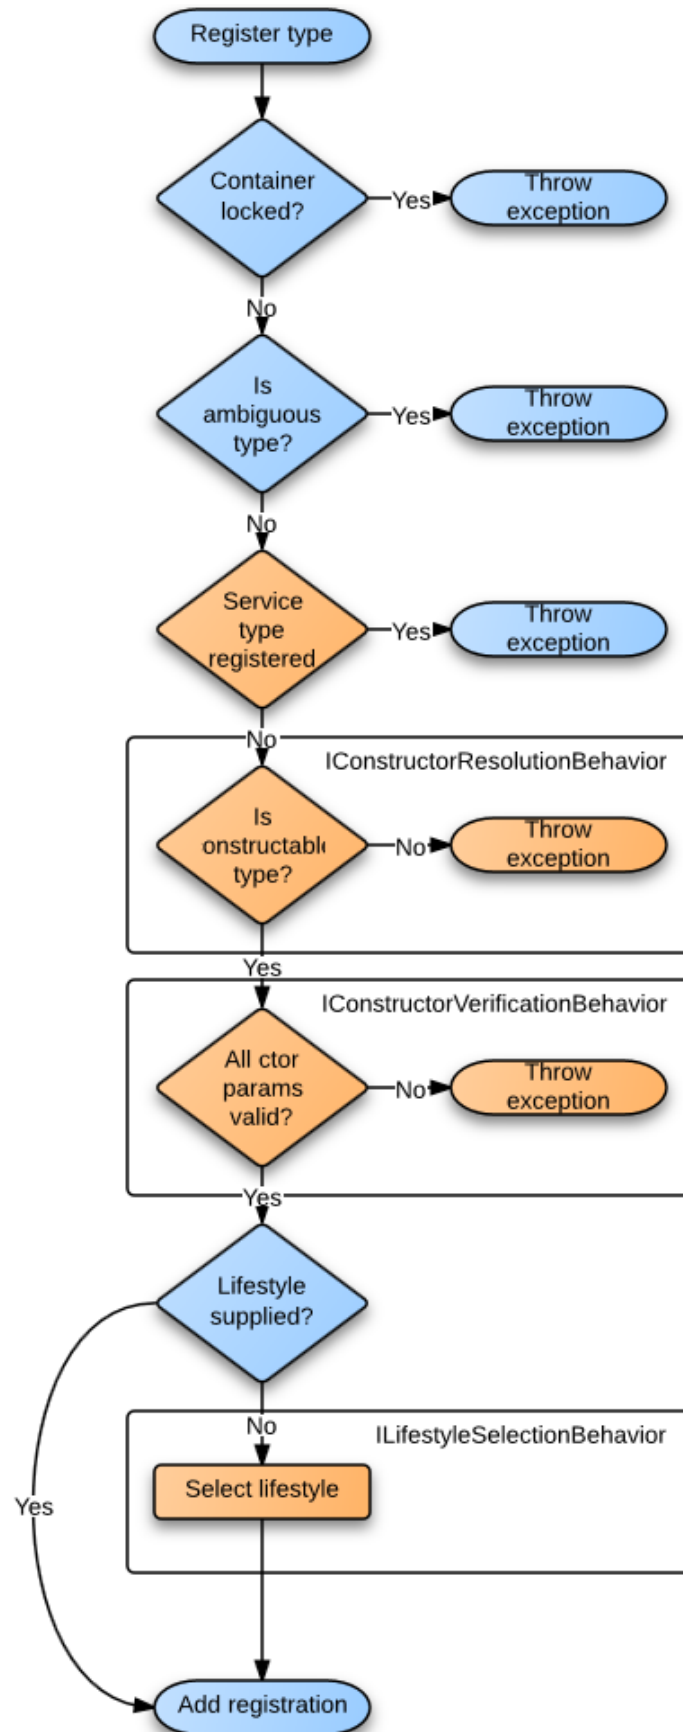 Register type
Container
locked?
Yes
Throw
exception
No
Is
ambiguous
type?
Yes
Throw
exception
No
Service
type
registered
Yes
Throw
exception
No
IConstructorResolutionBehavior
Is
onstructabl
type?
No
Throw
exception
Yes
IConstructorVerificationBehavior
All ctor
params
valid?
No
Throw
exception
Yes
Lifestyle
supplied?
No
ILifestyleSelectionBehavior
Select lifestyle
Yes
Add registration